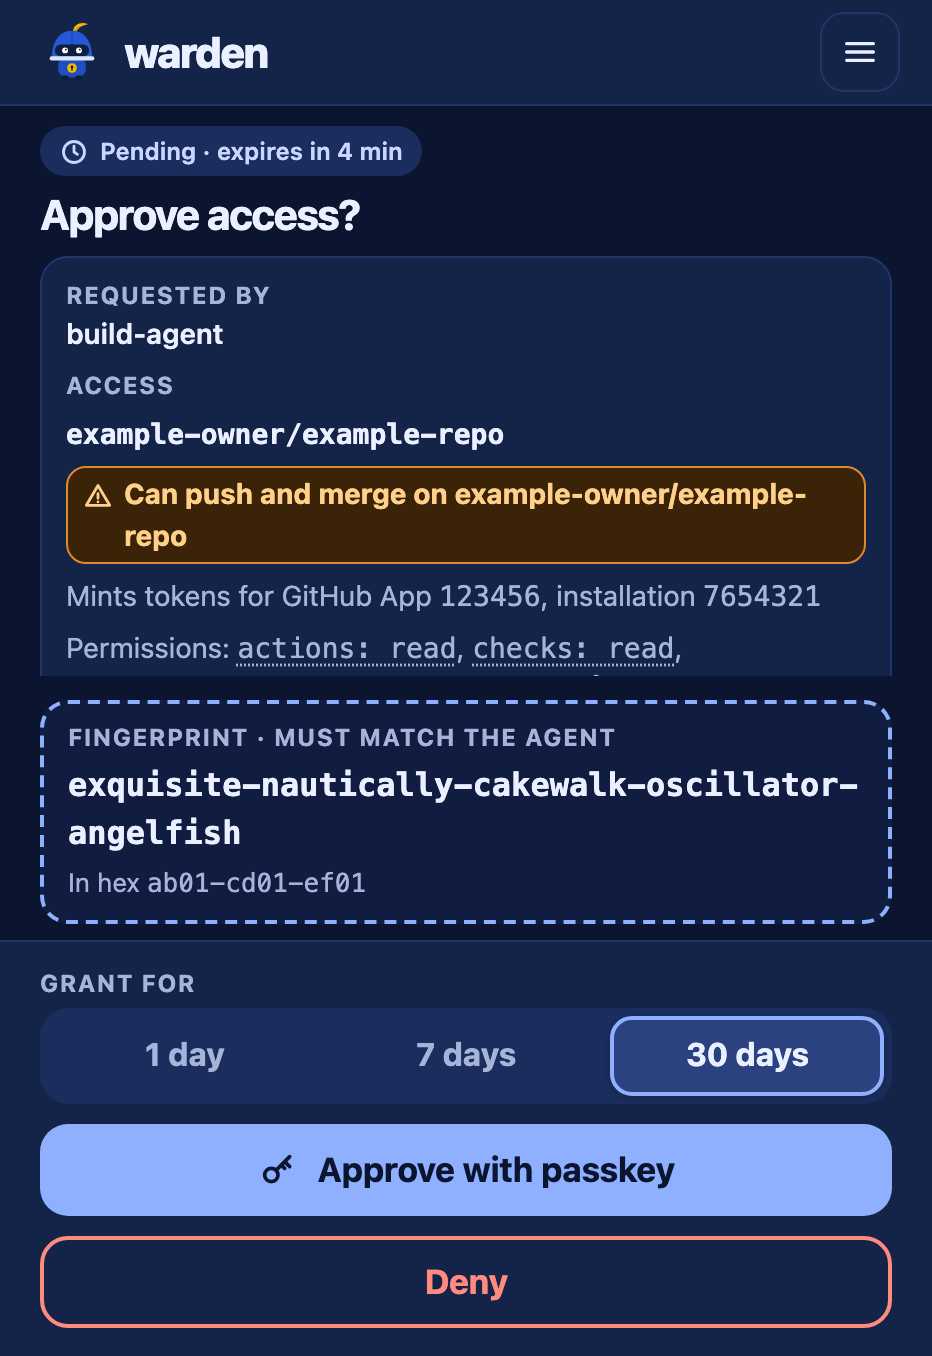 warden
Pending · expires in 4 min
Approve access?
REQUESTED BY
build-agent
ACCESS
example-owner/example-repo
Can push and merge on example-owner/example-
repo
Mints tokens for GitHub App 123456, installation 7654321
Permissions: actions: read, checks: read,
FINGERPRINT · MUST MATCH THE AGENT
exquisite-nautically-cakewalk-oscillator-
angelfish
In hex ab01-cd01-ef01
GRANT FOR
1 day
7 days
30 days
Approve with passkey
Deny